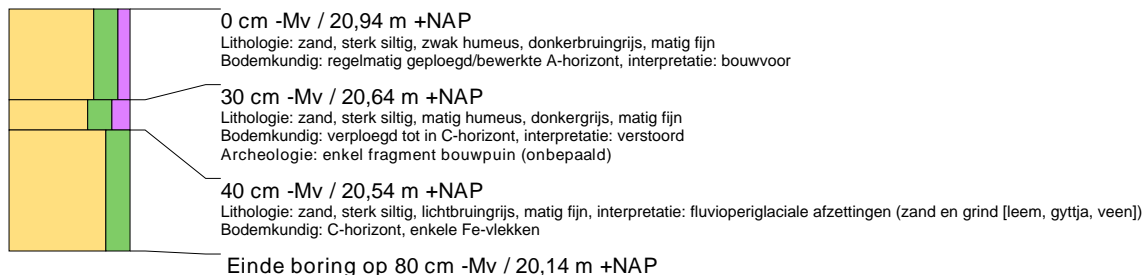 0 cm -Mv / 20,94 m +NAP
Lithologie: zand, sterk siltig, zwak humeus, donkerbruingrijs, matig fijn
Bodemkundig: regelmatig geploegd/bewerkte A-horizont, interpretatie: bouwvoor
30 cm -Mv / 20,64 m +NAP
Lithologie: zand, sterk siltig, matig humeus, donkergrijs, matig fijn
Bodemkundig: verploegd tot in C-horizont, interpretatie: verstoord
Archeologie: enkel fragment bouwpuin (onbepaald)
40 cm -Mv / 20,54 m +NAP
Lithologie: zand, sterk siltig, lichtbruingrijs, matig fijn, interpretatie: fluvioperiglaciale afzettingen (zand en grind [leem, gyttja, veen])
Bodemkundig: C-horizont, enkele Fe-vlekken
Einde boring op 80 cm -Mv / 20,14 m +NAP